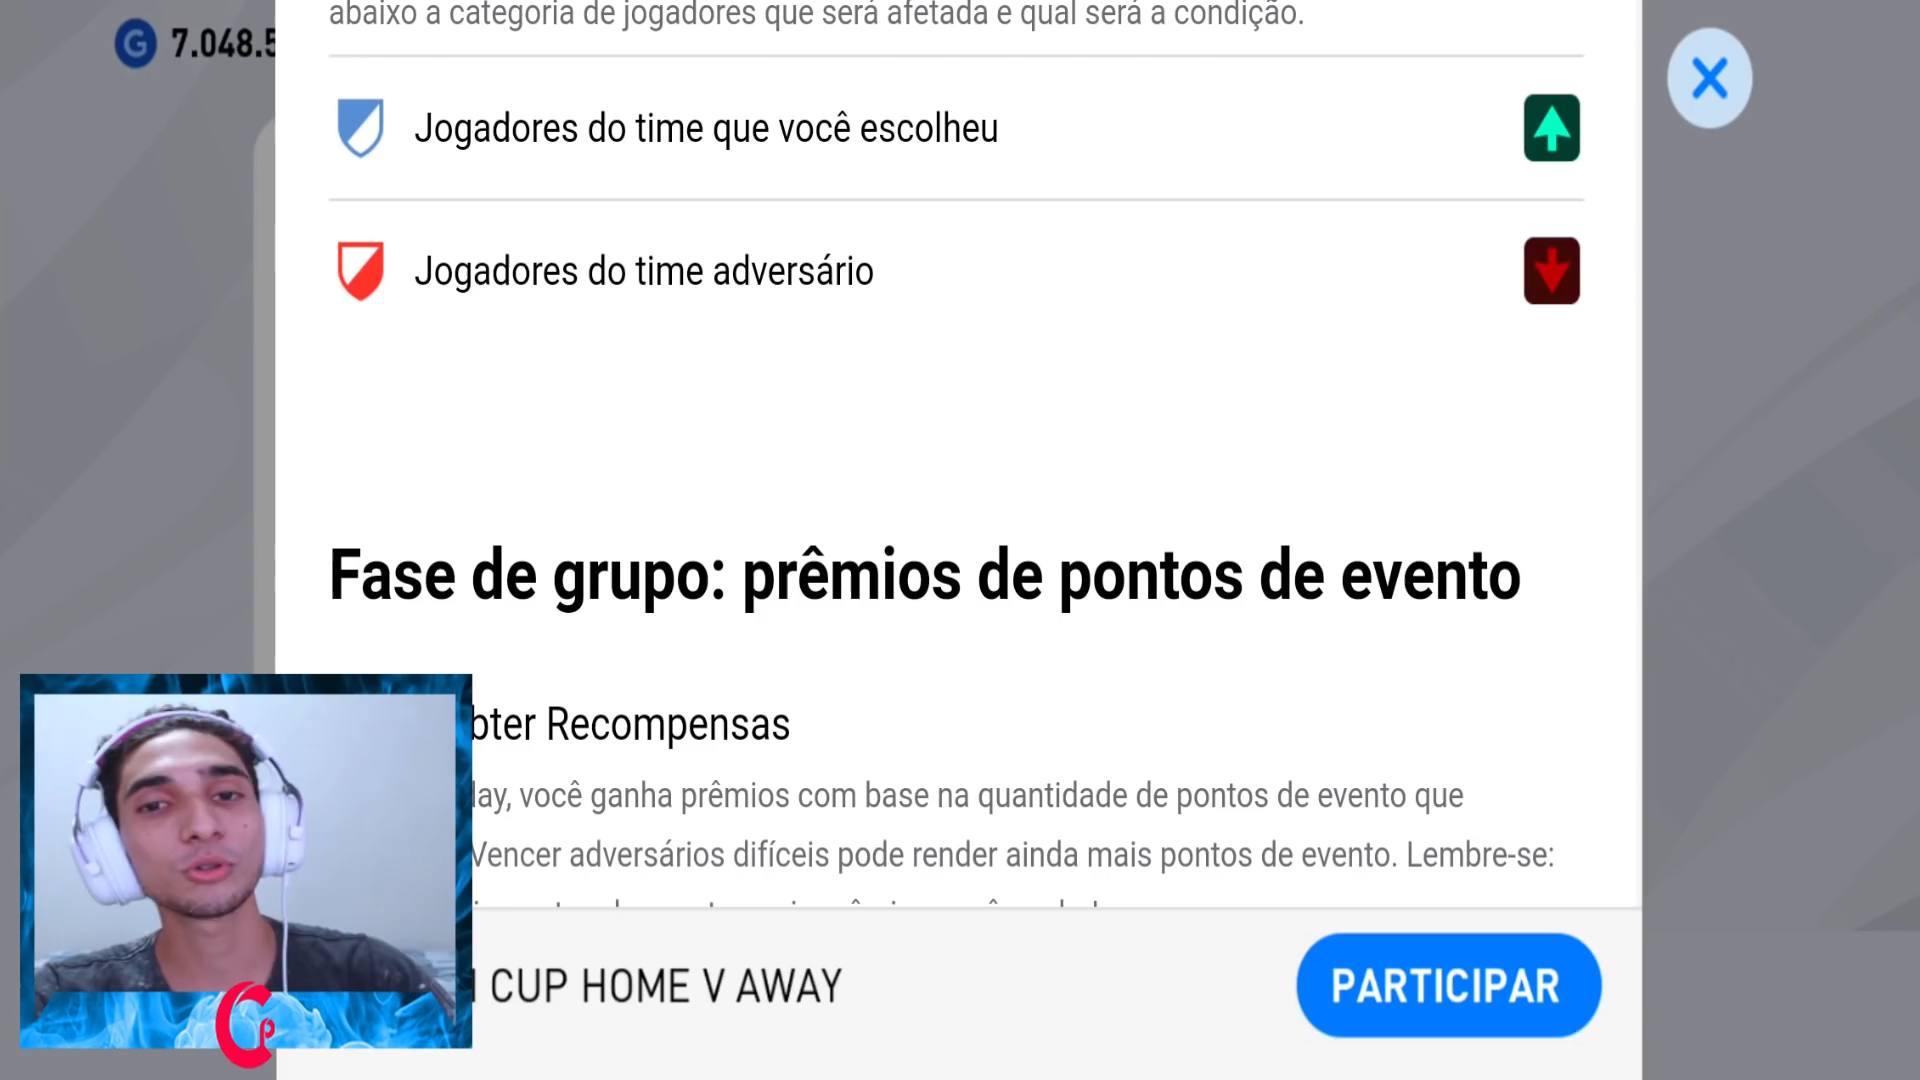 abaixo a categoria de jogadores que será afetada e qual será a condição.
G 7.048.5
Jogadores do time que você escolheu
Jogadores do time adversário
Fase de grupo: prêmios de pontos de evento
bter Recompensas
lay, você ganha prêmios com base na quantidade de pontos de evento que
Vencer adversários difíceis pode render ainda mais pontos de evento. Lembre-se:
CUP HOME V AWAY
PARTICIPAR
Cp